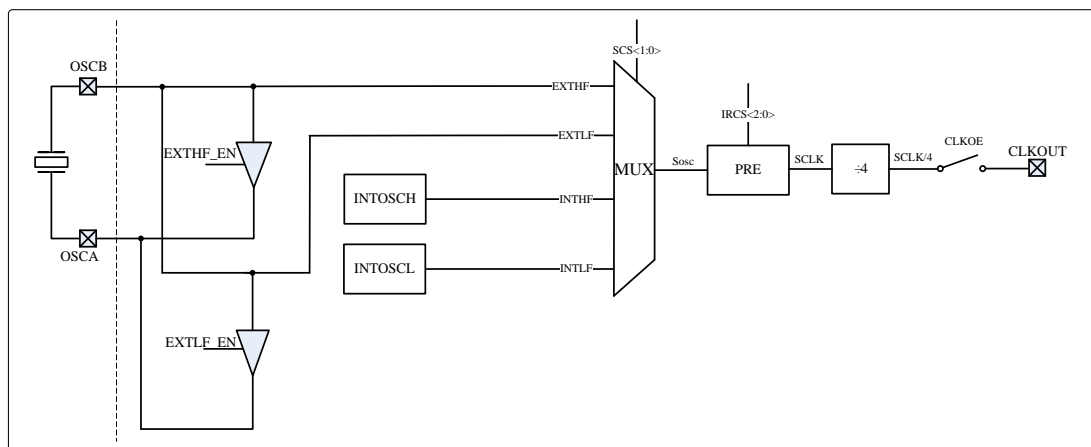 SCS<1:0>
OSCB
EXTHF
IRCS<2:0>
EXTHF_EN
EXTLF
CLKOE
CLKOUT
MUX
Sosc
PRE
SCLK
÷4
SCLK/4
INTOSCH
INTHF
OSCA
INTOSCL
INTLF
EXTLF_EN